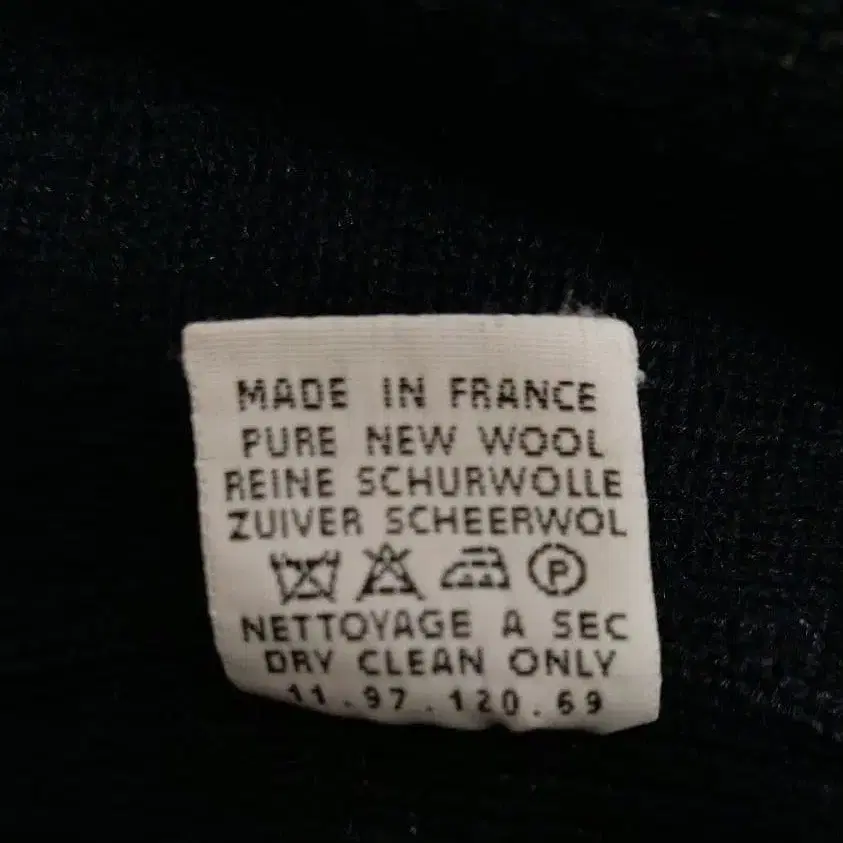 MADE IN FRANCE
PURE NEW WOOL
REINE SCHURWOLLE
ZUIVER SCHEERWOL
P
NETTOYAGE A SEC
DRY CLEAN ONLY
11.97.120.69